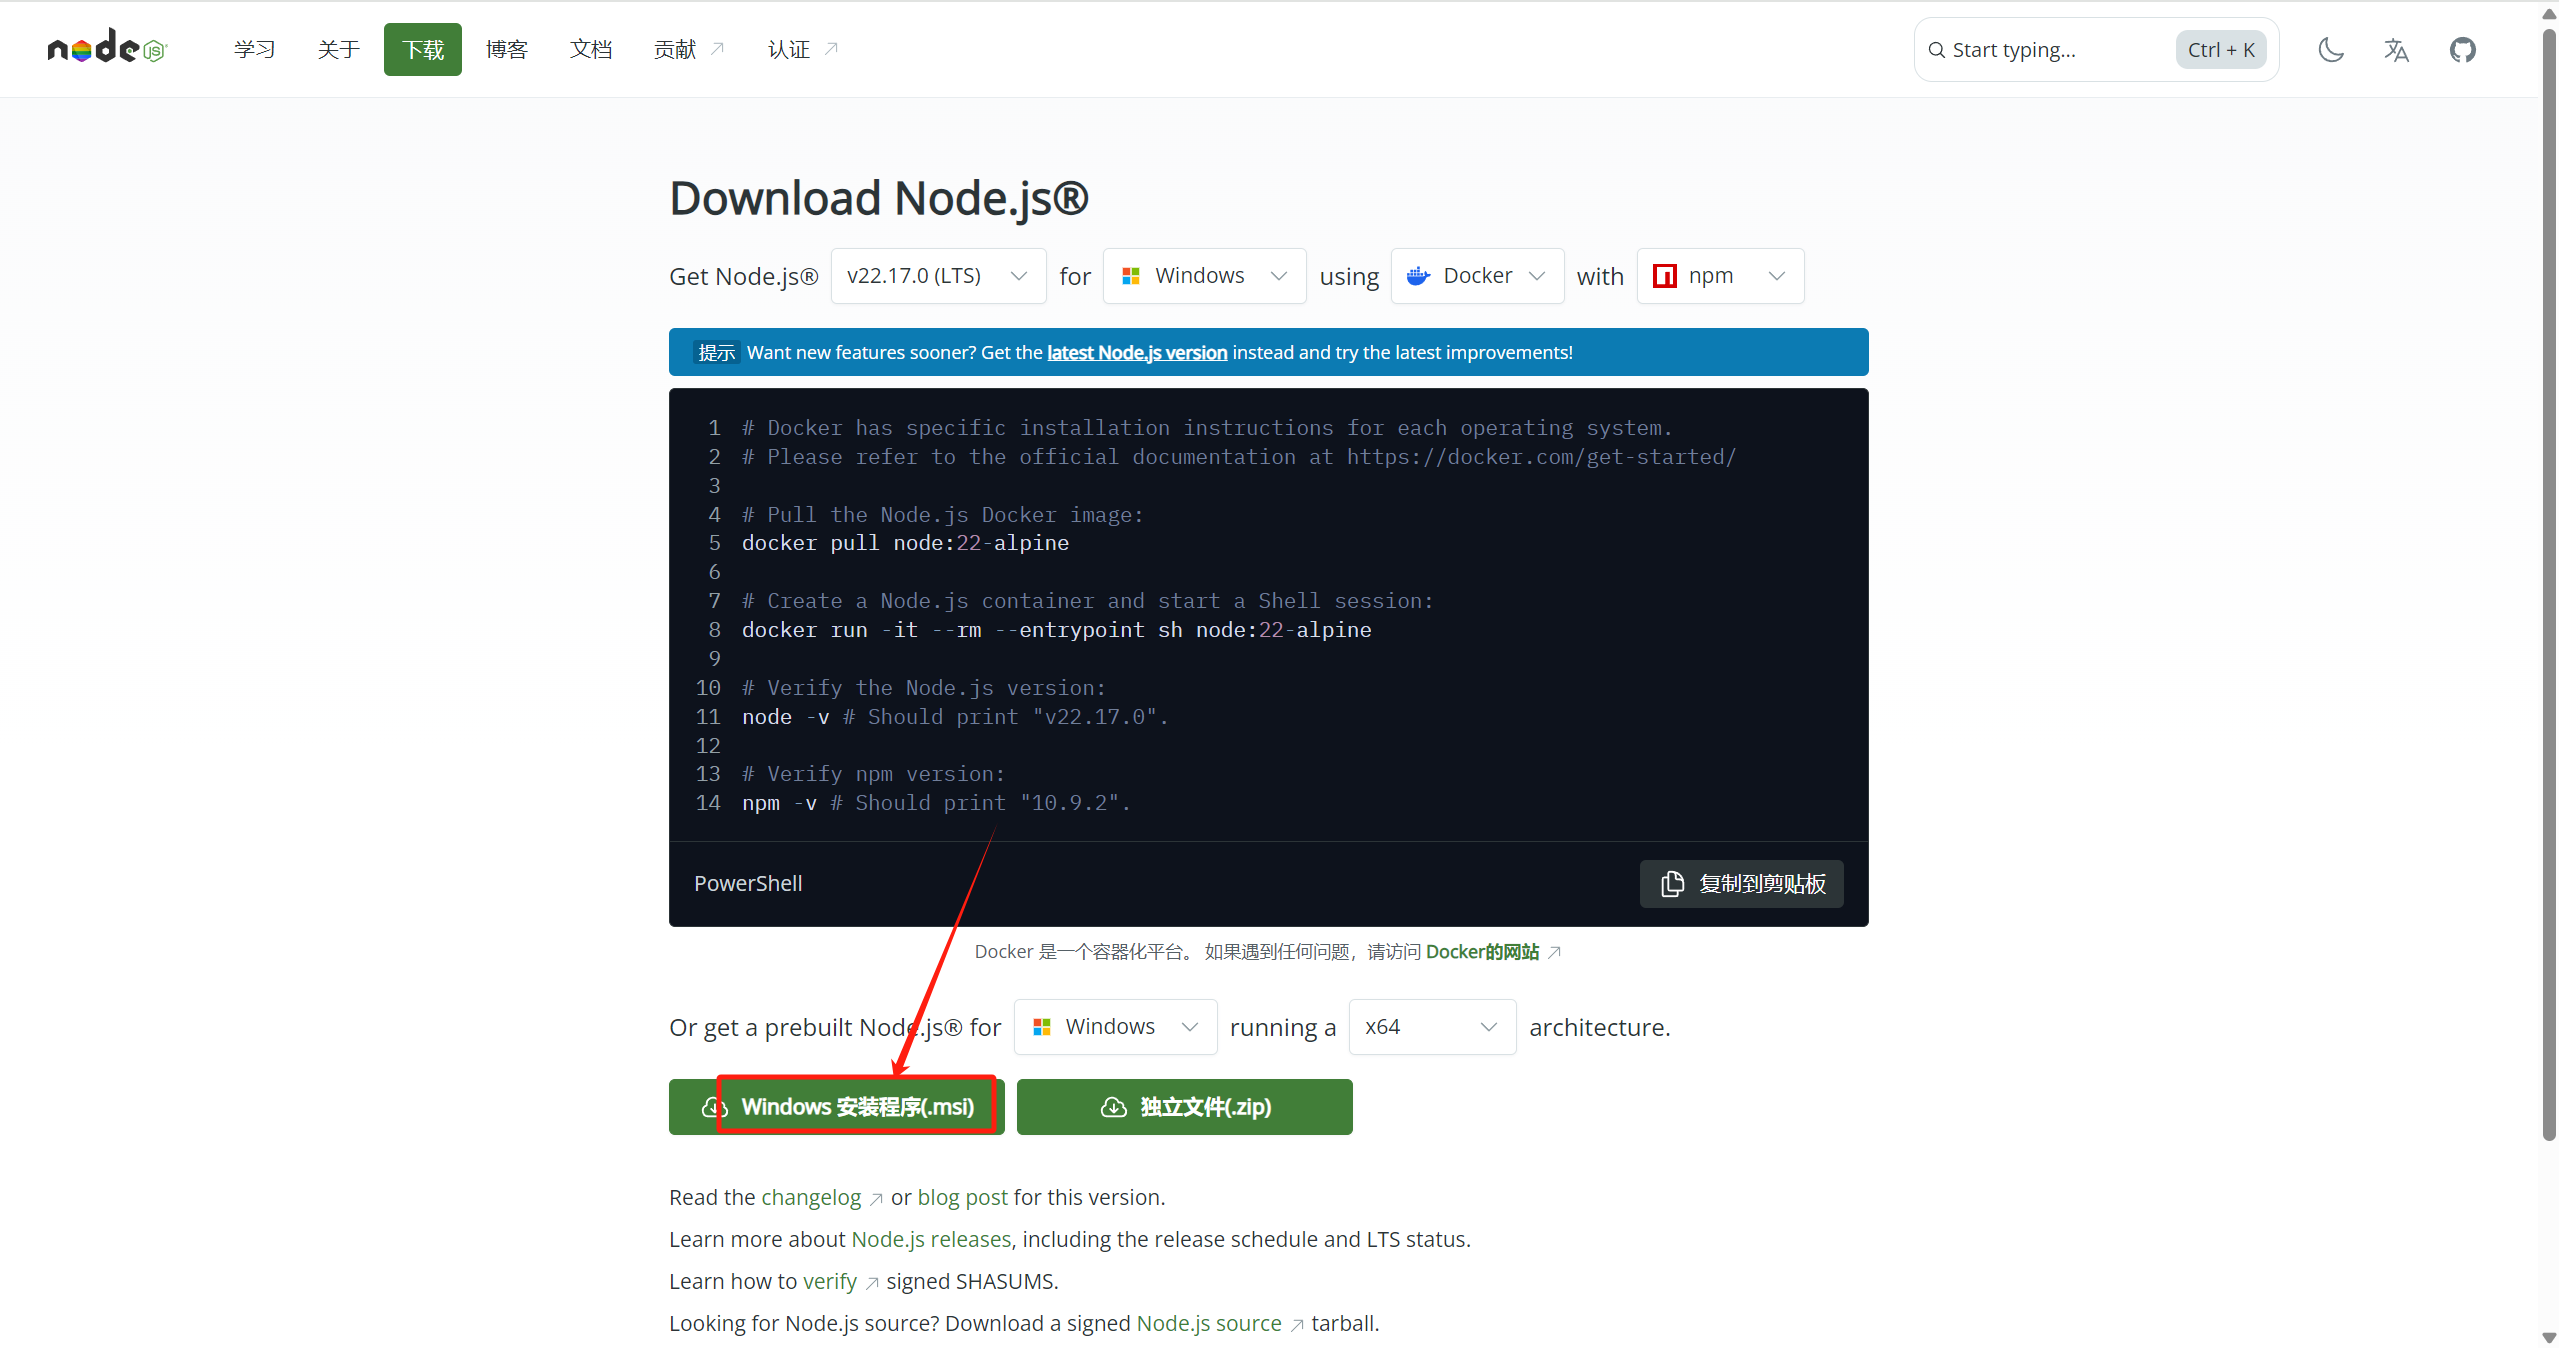 node JS
学习 关于 下载 博客 文档 贡献 认证 Start typing... Ctrl + K
Download Node.js®
Get Node.js® v22.17.0 (LTS) for Windows using Docker with npm
提示 Want new features sooner? Get the latest Node.js version instead and try the latest improvements!
1 # Docker has specific installation instructions for each operating system.
2 # Please refer to the official documentation at https://docker.com/get-started/
3
4 # Pull the Node.js Docker image:
5 docker pull node:22-alpine
6
7 # Create a Node.js container and start a Shell session:
8 docker run -it --rm --entrypoint sh node:22-alpine
9
10 # Verify the Node.js version:
11 node -v # Should print "v22.17.0".
12
13 # Verify npm version:
14 npm -v # Should print "10.9.2".
PowerShell 复制到剪贴板
Docker 是一个容器化平台。 如果遇到任何问题，请访问 Docker的网站
Or get a prebuilt Node.js® for Windows running a x64 architecture.
Windows 安装程序(.msi) 独立文件(.zip)
Read the changelog or blog post for this version.
Learn more about Node.js releases, including the release schedule and LTS status.
Learn how to verify signed SHASUMS.
Looking for Node.js source? Download a signed Node.js source tarball.